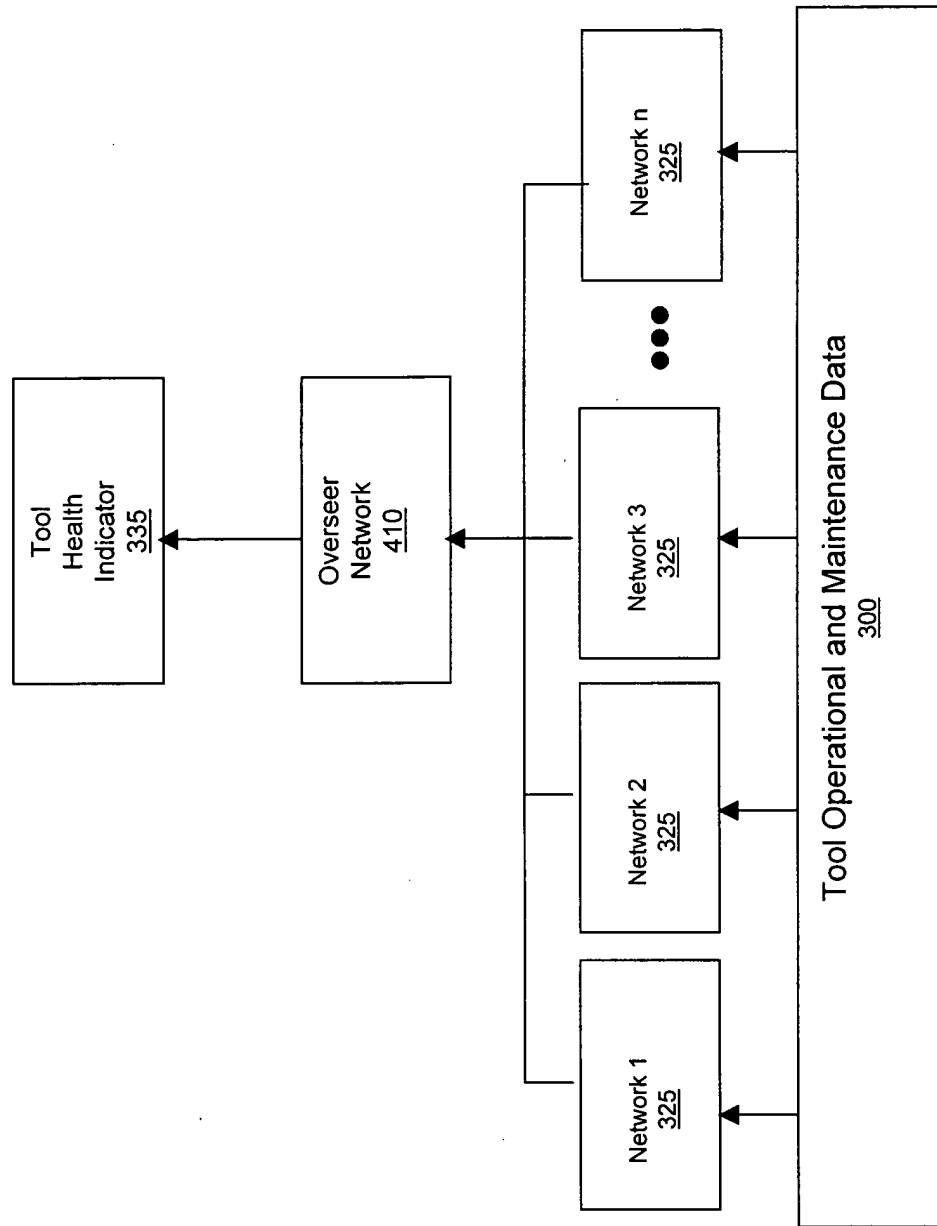 Tool
Health
Indicator
335
Overseer
Network
410
Network 1
325
Network 2
325
Network 3
325
Network n
325
Tool Operational and Maintenance Data
300